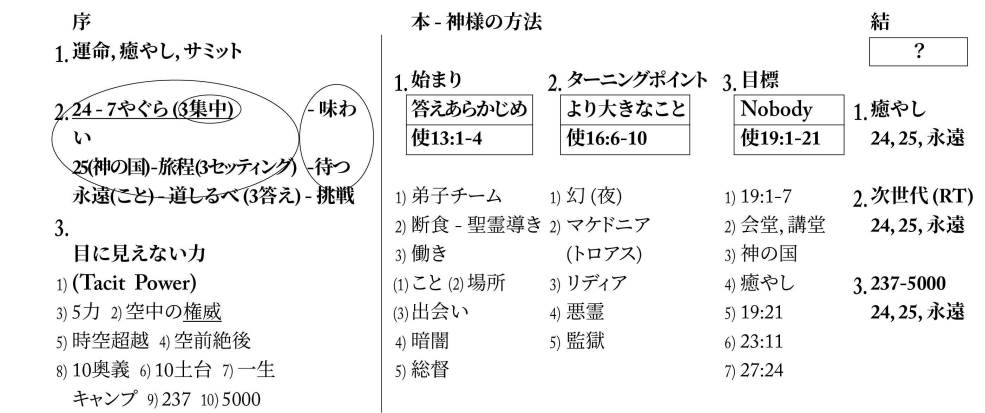 序
1. 運命, 癒やし, サミット
2. 24 - 7やぐら (3集中) - 味わ
い
25(神の国)-旅程(3セッティング) -待つ
永遠(こと) - 道しるべ (3答え) - 挑戦
3.
目に見えない力
1) (Tacit Power)
3) 5力 2) 空中の権威
5) 時空超越 4) 空前絶後
8) 10奥義 6) 10土台 7) 一生
キャンプ 9) 237 10) 5000
本 - 神様の方法
1. 始まり
答えあらかじめ
使13:1-4
1) 弟子チーム
2) 断食 - 聖霊導き
3) 働き
(1) こと (2) 場所
(3) 出会い
4) 暗闇
5) 総督
2. ターニングポイント
より大きなこと
使16:6-10
1) 幻 (夜)
2) マケドニア
(トロアス)
3) リディア
4) 悪霊
5) 監獄
3. 目標
Nobody
使19:1-21
1) 19:1-7
2) 会堂, 講堂
3) 神の国
4) 癒やし
5) 19:21
6) 23:11
7) 27:24
結
?
1. 癒やし
24, 25, 永遠
2. 次世代 (RT)
24, 25, 永遠
3. 237-5000
24, 25, 永遠